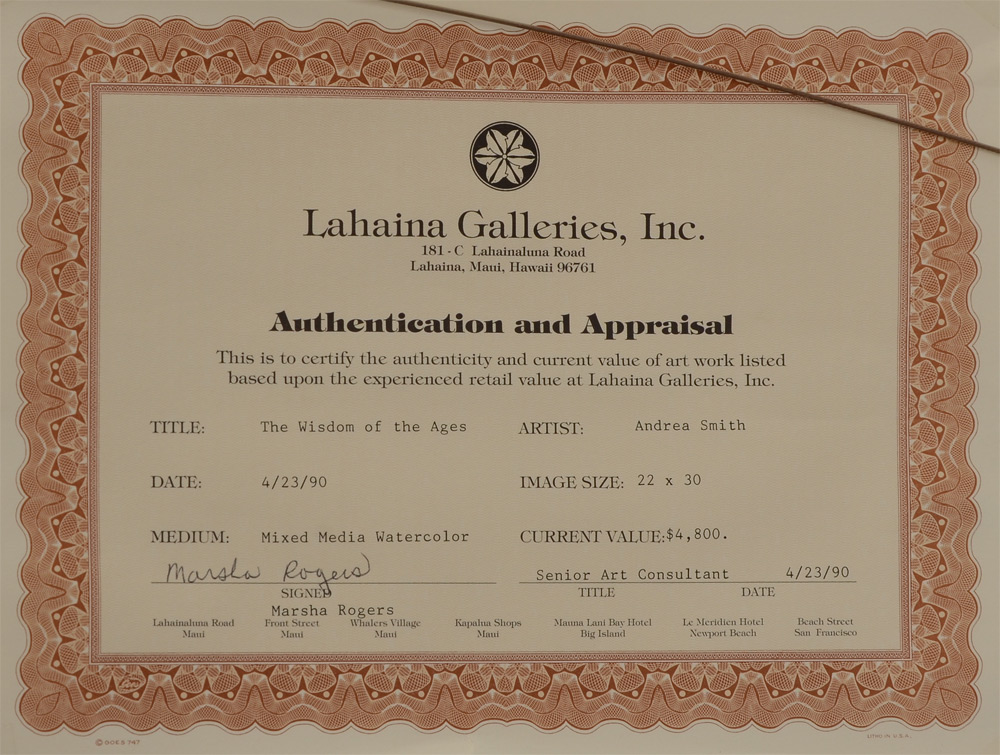 Lahaina Galleries, Inc.
181 - C Lahainaluna Road
Lahaina, Maui, Hawaii 96761
Authentication and Appraisal
This is to certify the authenticity and current value of art work listed
based upon the experienced retail value at Lahaina Galleries, Inc.
TITLE: The Wisdom of the Ages ARTIST: Andrea Smith
DATE: 4/23/90 IMAGE SIZE: 22 x 30
MEDIUM: Mixed Media Watercolor CURRENT VALUE:$4,800.
Marsha Rogers Senior Art Consultant 4/23/90
SIGNED TITLE DATE
Marsha Rogers
Lahainaluna Road Front Street Whalers Village Kapalua Shops Mauna Lani Bay Hotel Le Meridien Hotel Beach Street
Maui Maui Maui Maui Big Island Newport Beach San Francisco
© GOES 747 LITHO IN U.S.A.